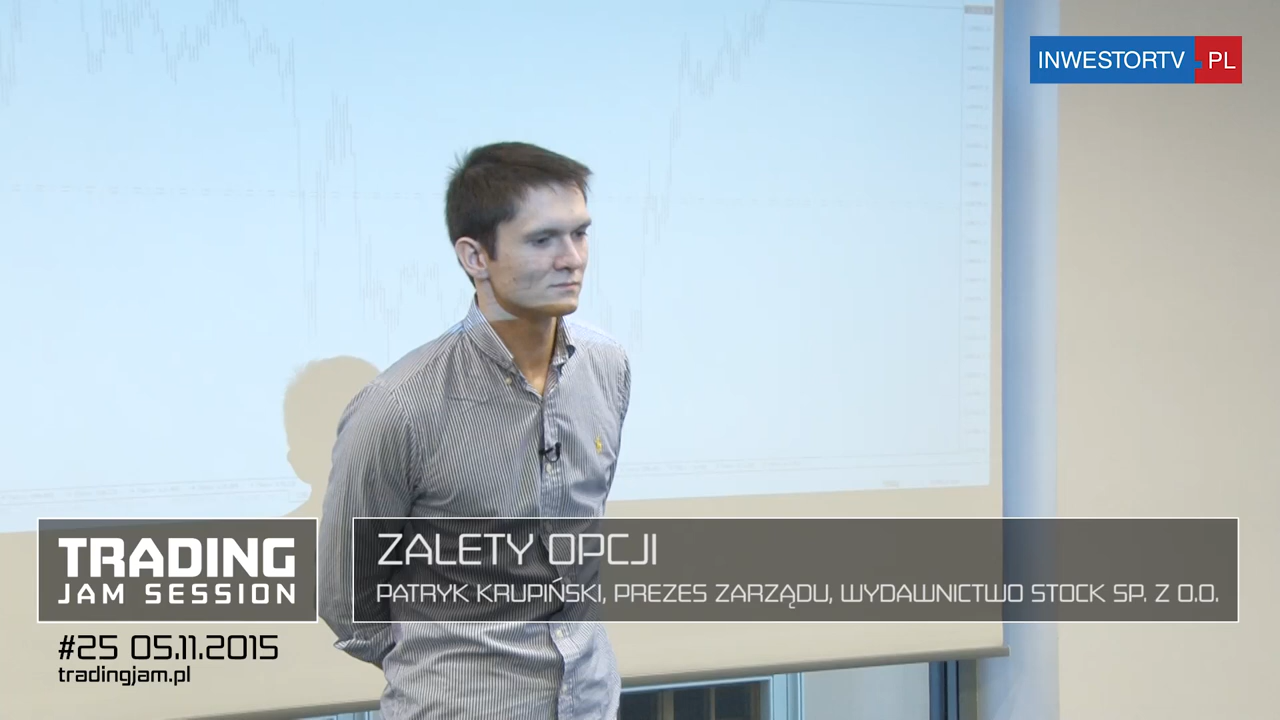 INWESTORTV.PL
TRADING
JAM SESSION
ZALETY OPCJI
PATRYK KRUPIŃSKI, PREZES ZARZĄDU, WYDAWNICTWO STOCK SP. Z O.O.
#25 05.11.2015
tradingjam.pl